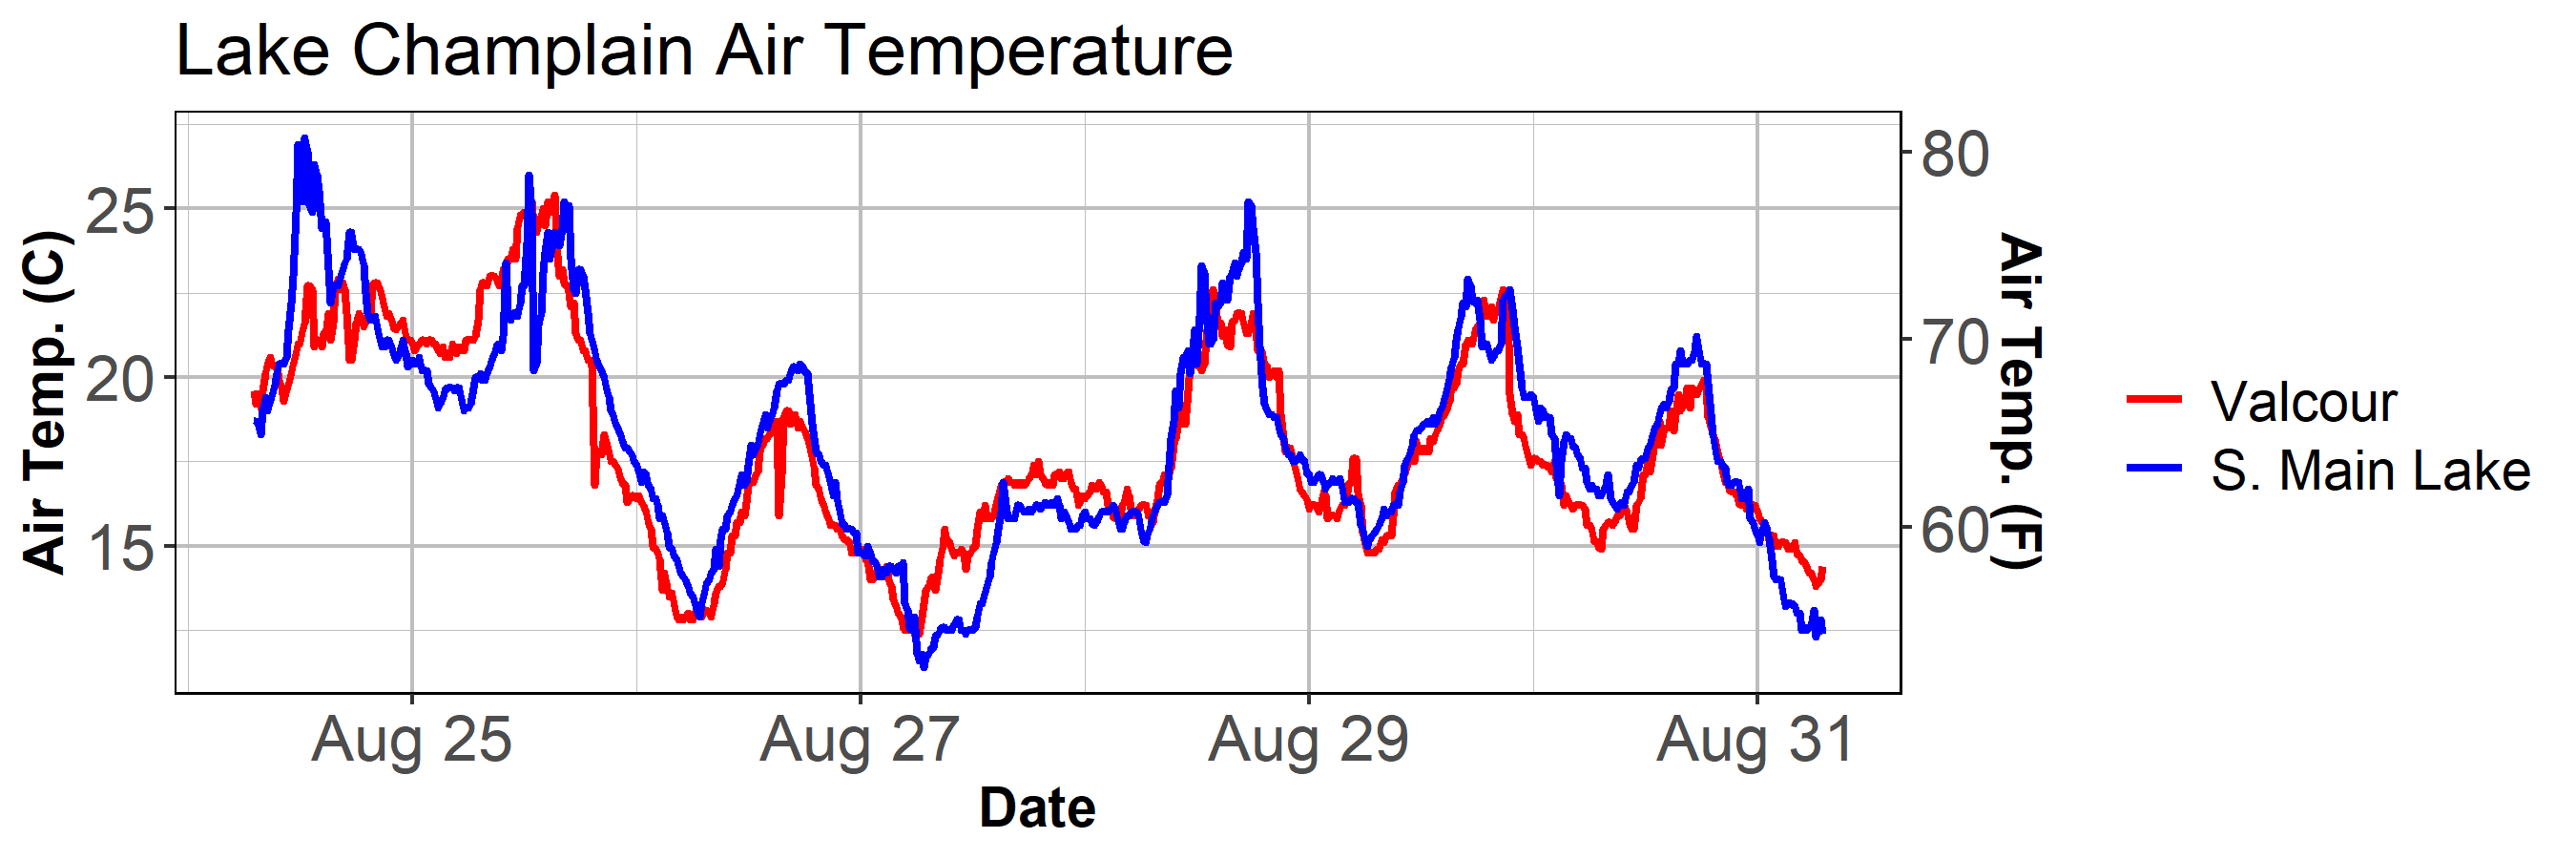 Lake Champlain Air Temperature
Air Temp. (C)
25
20
15
80
70
60
Air Temp. (F)
Aug 25
Aug 27
Aug 29
Aug 31
Date
Valcour
S. Main Lake